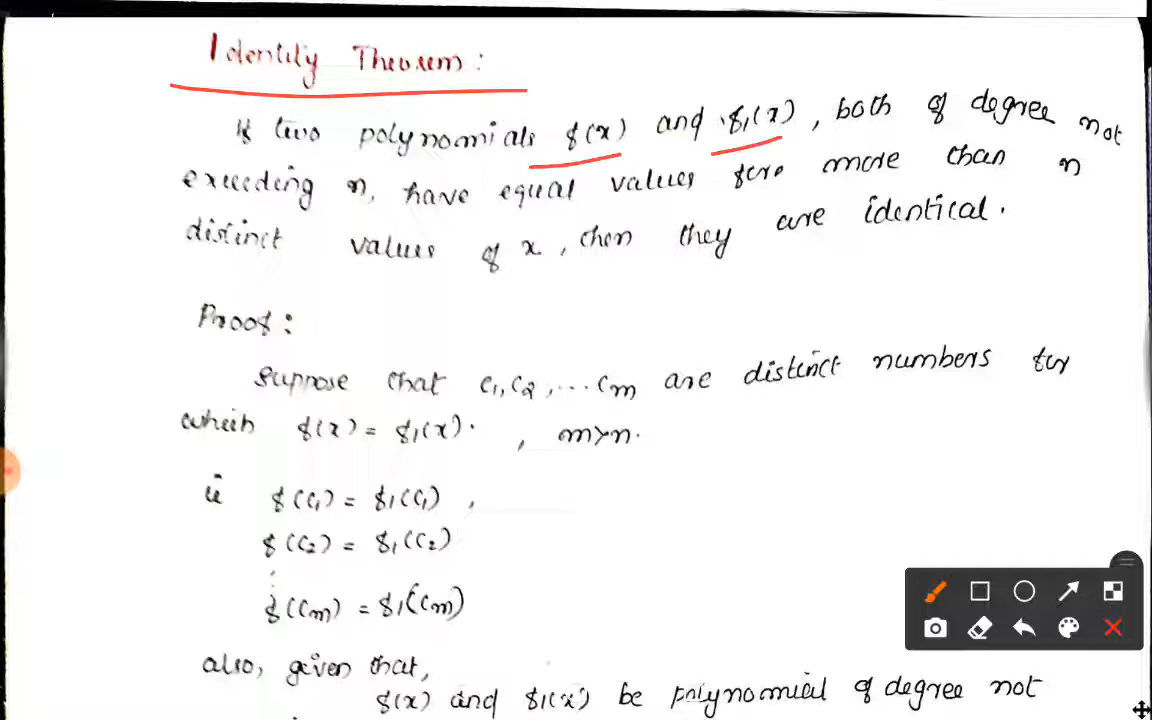 Identity Theorem:
If two polynomials f(x) and f₁(x), both of degree not
exceeding n, have equal values for more than n
distinct values of x, then they are identical.
Proof:
Suppose that c₁, c₂, ... cₘ are distinct numbers for
which f(x) = f₁(x). , m>n.
ie f(c₁) = f₁(c₁) ,
f(c₂) = f₁(c₂)
⋮
f(cₘ) = f₁(cₘ)
also, given that,
f(x) and f₁(x) be polynomial of degree not